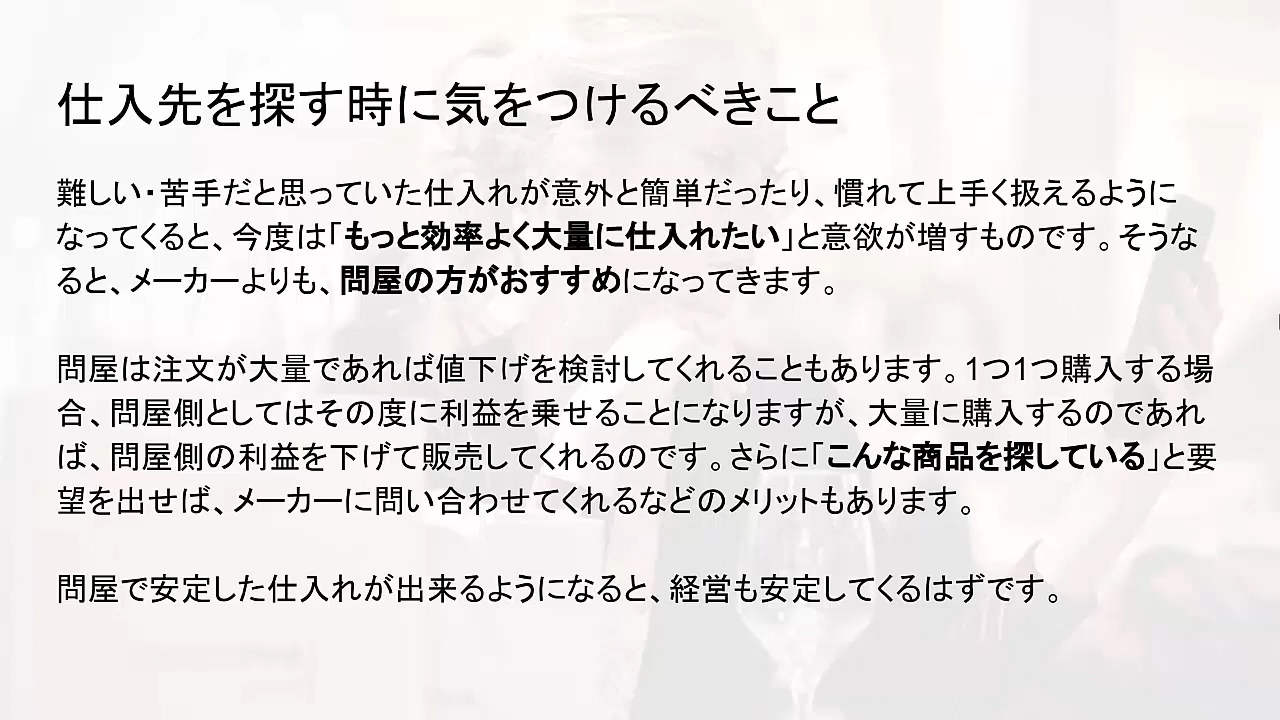 仕入先を探す時に気をつけるべきこと
難しい・苦手だと思っていた仕入れが意外と簡単だったり、慣れて上手く扱えるように
なってくると、今度は「もっと効率よく大量に仕入れたい」と意欲が増すものです。そうな
ると、メーカーよりも、問屋の方がおすすめになってきます。
問屋は注文が大量であれば値下げを検討してくれることもあります。1つ1つ購入する場
合、問屋側としてはその度に利益を乗せることになりますが、大量に購入するのであれ
ば、問屋側の利益を下げて販売してくれるのです。さらに「こんな商品を探している」と要
望を出せば、メーカーに問い合わせてくれるなどのメリットもあります。
問屋で安定した仕入れが出来るようになると、経営も安定してくるはずです。